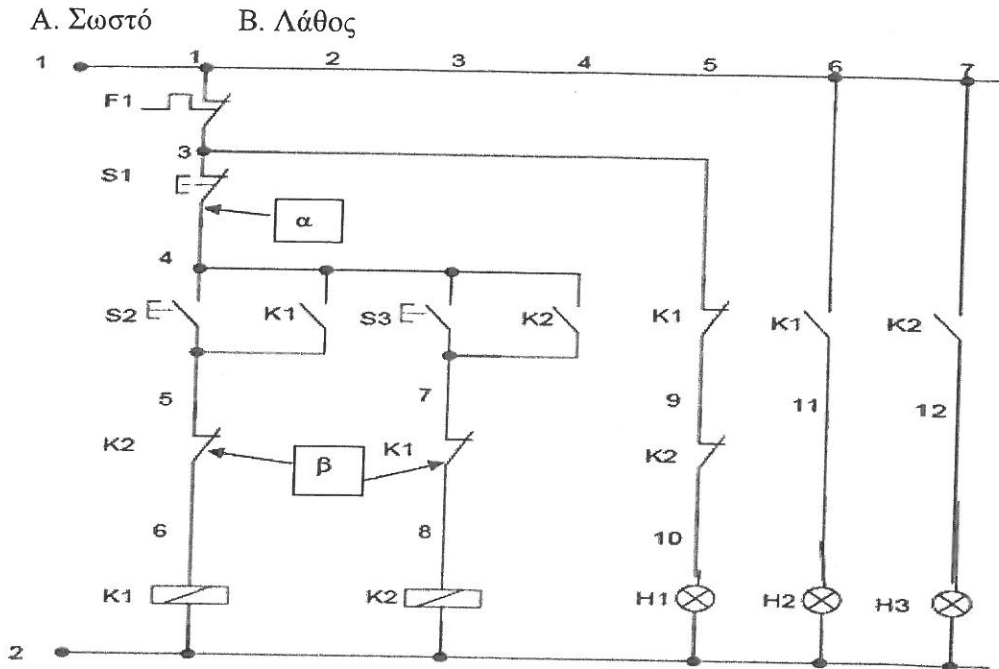 Α. Σωστό Β. Λάθος
1 1 2 3 4 5 6 7
F1
3
S1
α
4
S2 K1 S3 K2 K1 K1 K2
5 7 9 11 12
K2 β K1 K2
6 8 10
K1 K2 H1 H2 H3
2